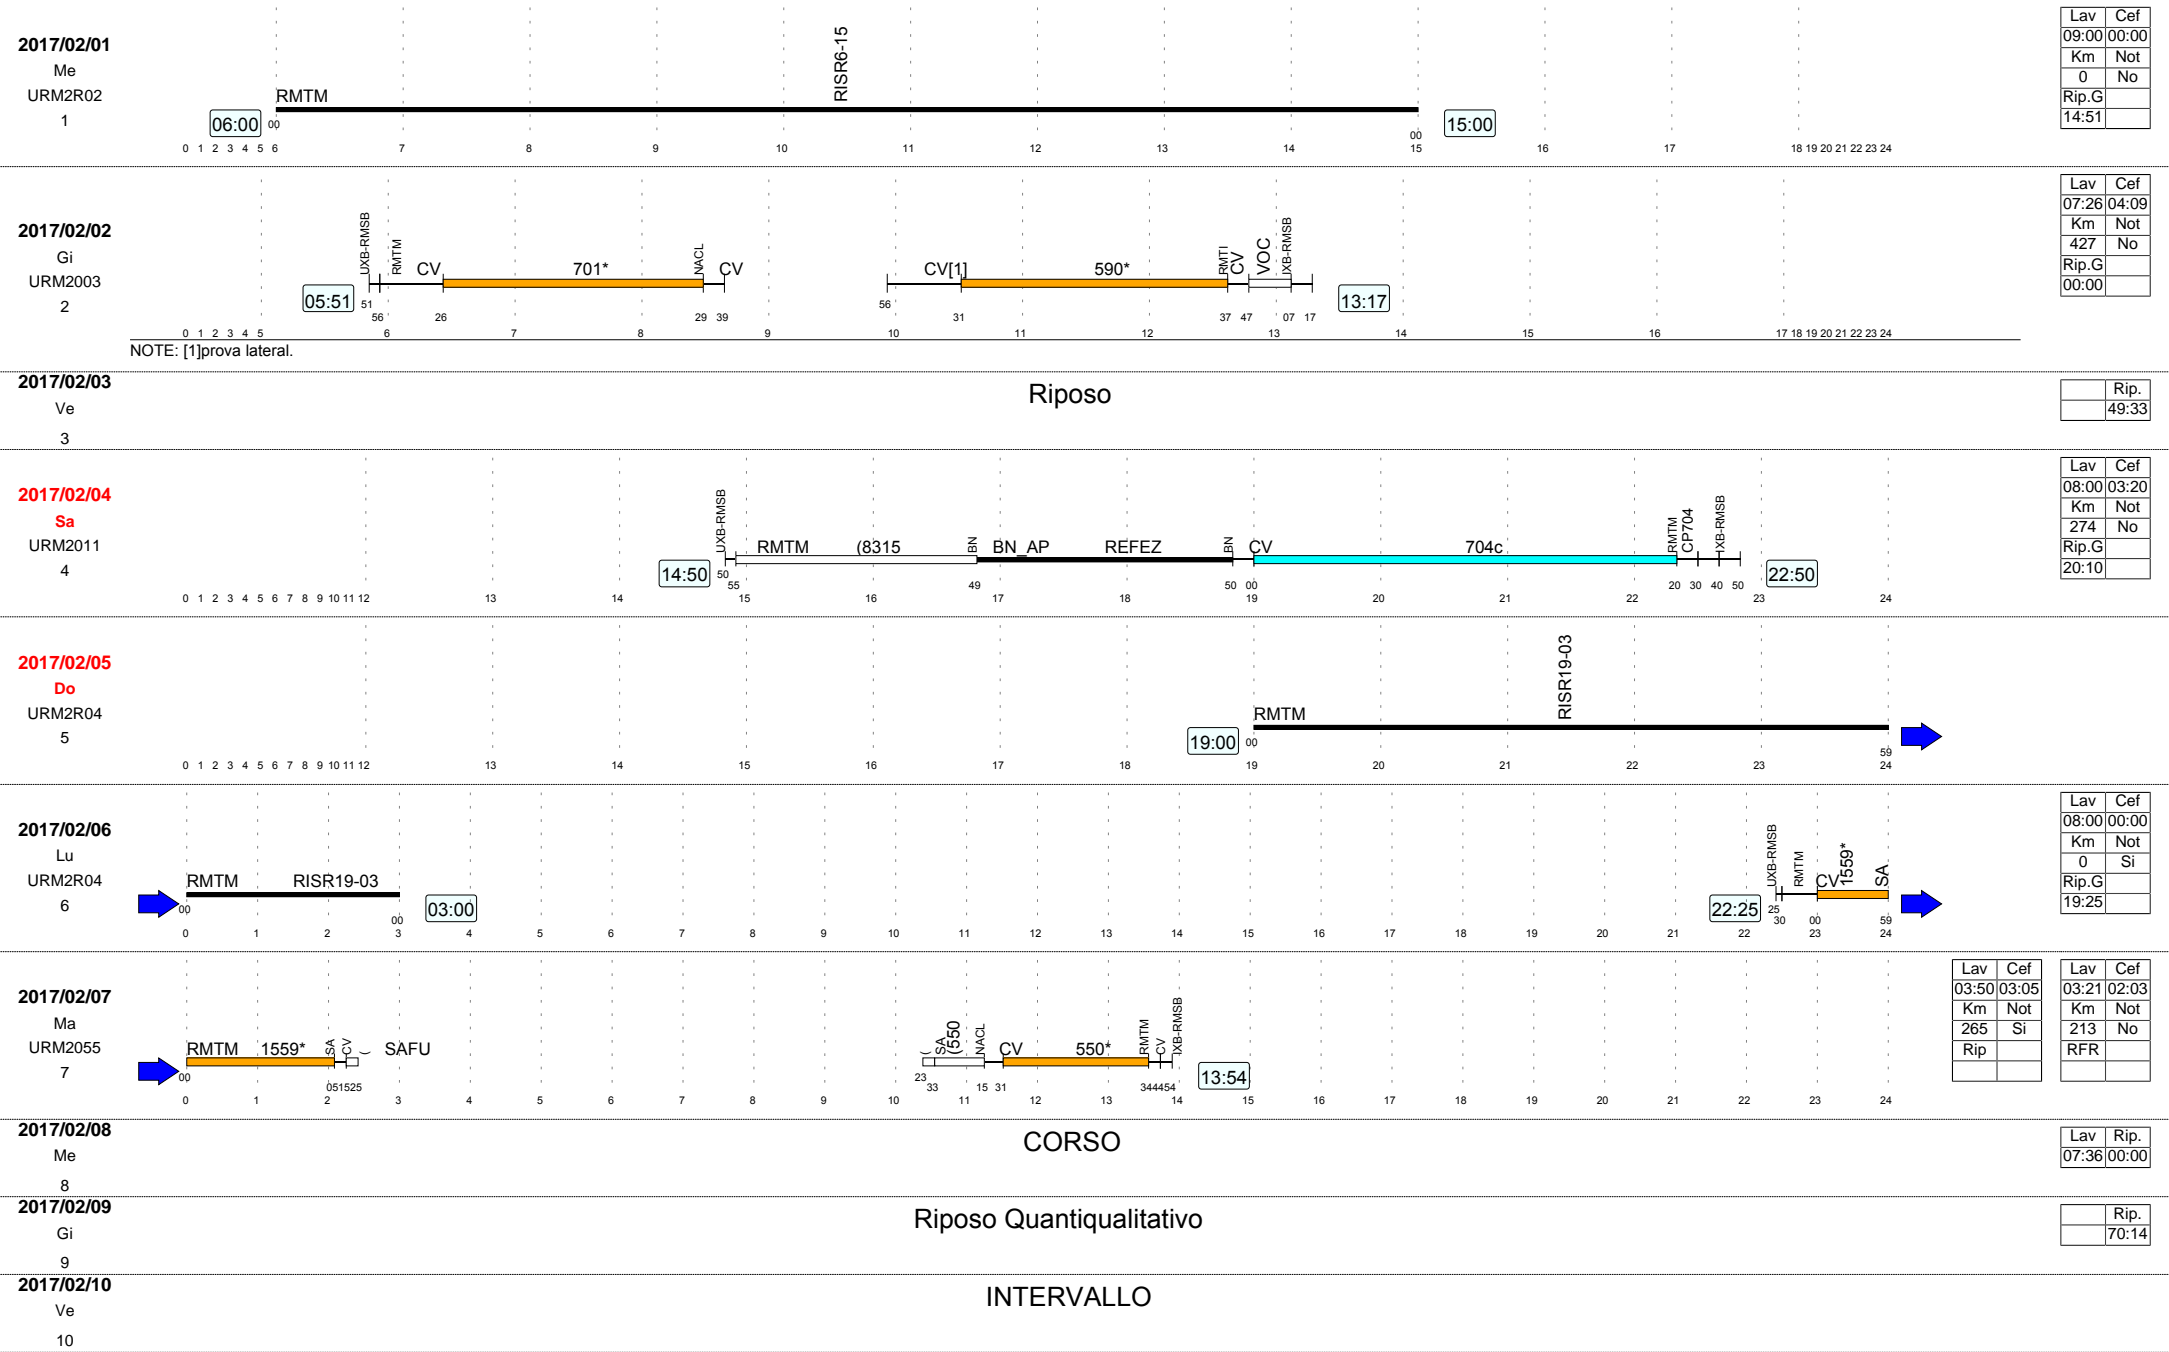 2017/02/01
Me
URM2R02
1
06:00
RMTM
RISR6-15
00
00
15:00
0 1 2 3 4 5 6 7 8 9 10 11 12 13 14 15 16 17 18 19 20 21 22 23 24
Lav Cef
09:00 00:00
Km Not
0 No
Rip.G
14:51
2017/02/02
Gi
URM2003
2
05:51
UXB-RMSB
RMTM
CV
701*
NACL
CV
CV[1]
590*
RMTI
CV
VOC
IXB-RMSB
51 56 26 29 39 56 31 37 47 07 17
13:17
0 1 2 3 4 5 6 7 8 9 10 11 12 13 14 15 16 17 18 19 20 21 22 23 24
NOTE: [1]prova lateral.
Lav Cef
07:26 04:09
Km Not
427 No
Rip.G
00:00
2017/02/03
Ve
3
Riposo
Rip.
49:33
2017/02/04
Sa
URM2011
4
14:50
UXB-RMSB
RMTM
(8315
BN
BN_AP
REFEZ
BN
CV
704c
RMTM
CP704
IXB-RMSB
50 55 49 50 00 20 30 40 50
22:50
0 1 2 3 4 5 6 7 8 9 10 11 12 13 14 15 16 17 18 19 20 21 22 23 24
Lav Cef
08:00 03:20
Km Not
274 No
Rip.G
20:10
2017/02/05
Do
URM2R04
5
19:00
RMTM
RISR19-03
00
59
0 1 2 3 4 5 6 7 8 9 10 11 12 13 14 15 16 17 18 19 20 21 22 23 24
2017/02/06
Lu
URM2R04
6
RMTM
RISR19-03
00
00
03:00
22:25
UXB-RMSB
RMTM
CV
1559*
SA
25 30 00 59
0 1 2 3 4 5 6 7 8 9 10 11 12 13 14 15 16 17 18 19 20 21 22 23 24
Lav Cef
08:00 00:00
Km Not
0 Si
Rip.G
19:25
2017/02/07
Ma
URM2055
7
RMTM
1559*
SA
CV
(
SAFU
(
SA
(550
NACL
CV
550*
RMTM
CV
IXB-RMSB
00 051525 23 33 15 31 344454
13:54
0 1 2 3 4 5 6 7 8 9 10 11 12 13 14 15 16 17 18 19 20 21 22 23 24
Lav Cef
03:50 03:05
Km Not
265 Si
Rip
Lav Cef
03:21 02:03
Km Not
213 No
RFR
2017/02/08
Me
8
CORSO
Lav Rip.
07:36 00:00
2017/02/09
Gi
9
Riposo Quantiqualitativo
Rip.
70:14
2017/02/10
Ve
10
INTERVALLO